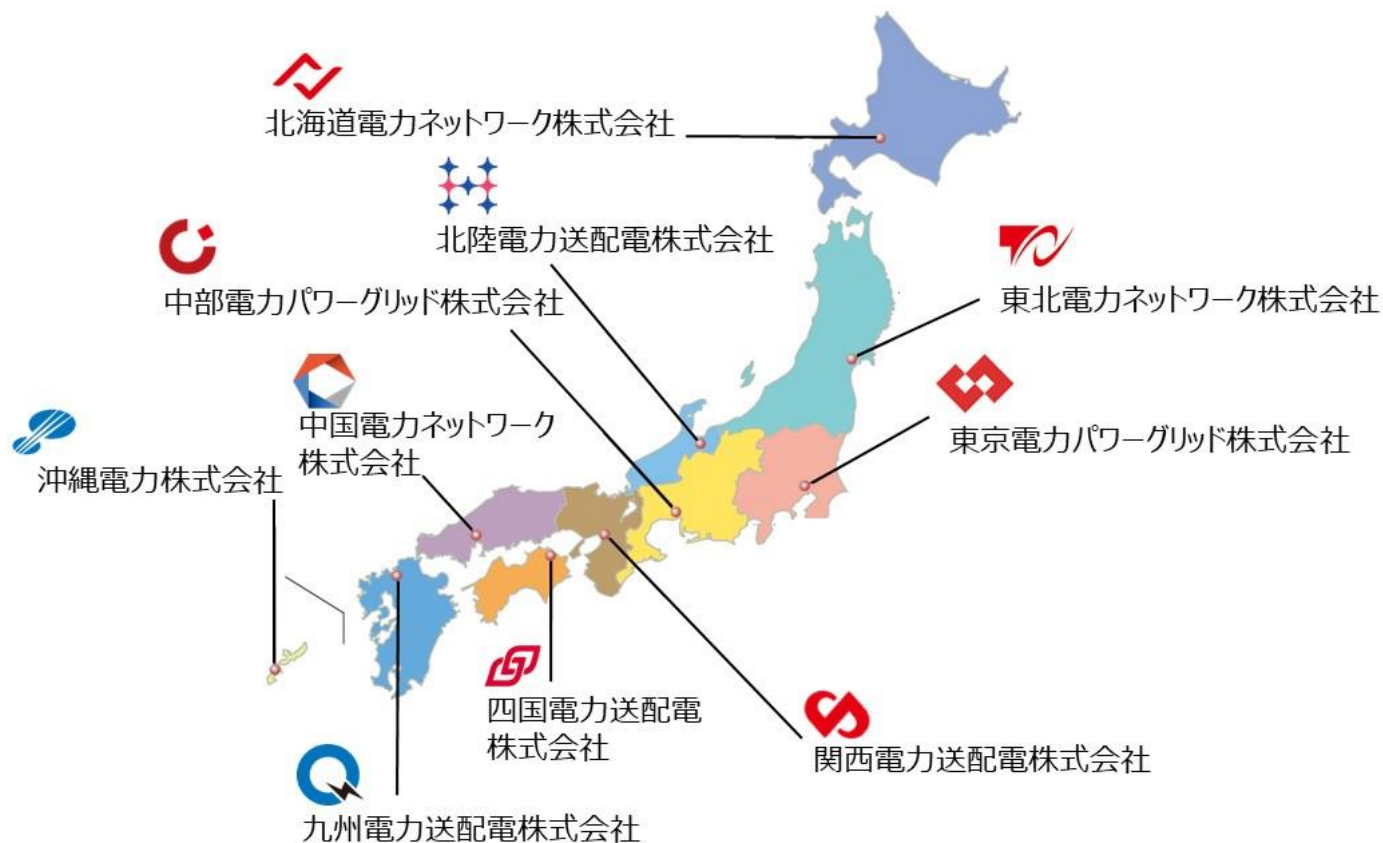 北海道電力ネットワーク株式会社
北陸電力送配電株式会社
中部電力パワーグリッド株式会社
東北電力ネットワーク株式会社
中国電力ネットワーク
株式会社
東京電力パワーグリッド株式会社
沖縄電力株式会社
四国電力送配電
株式会社
関西電力送配電株式会社
九州電力送配電株式会社